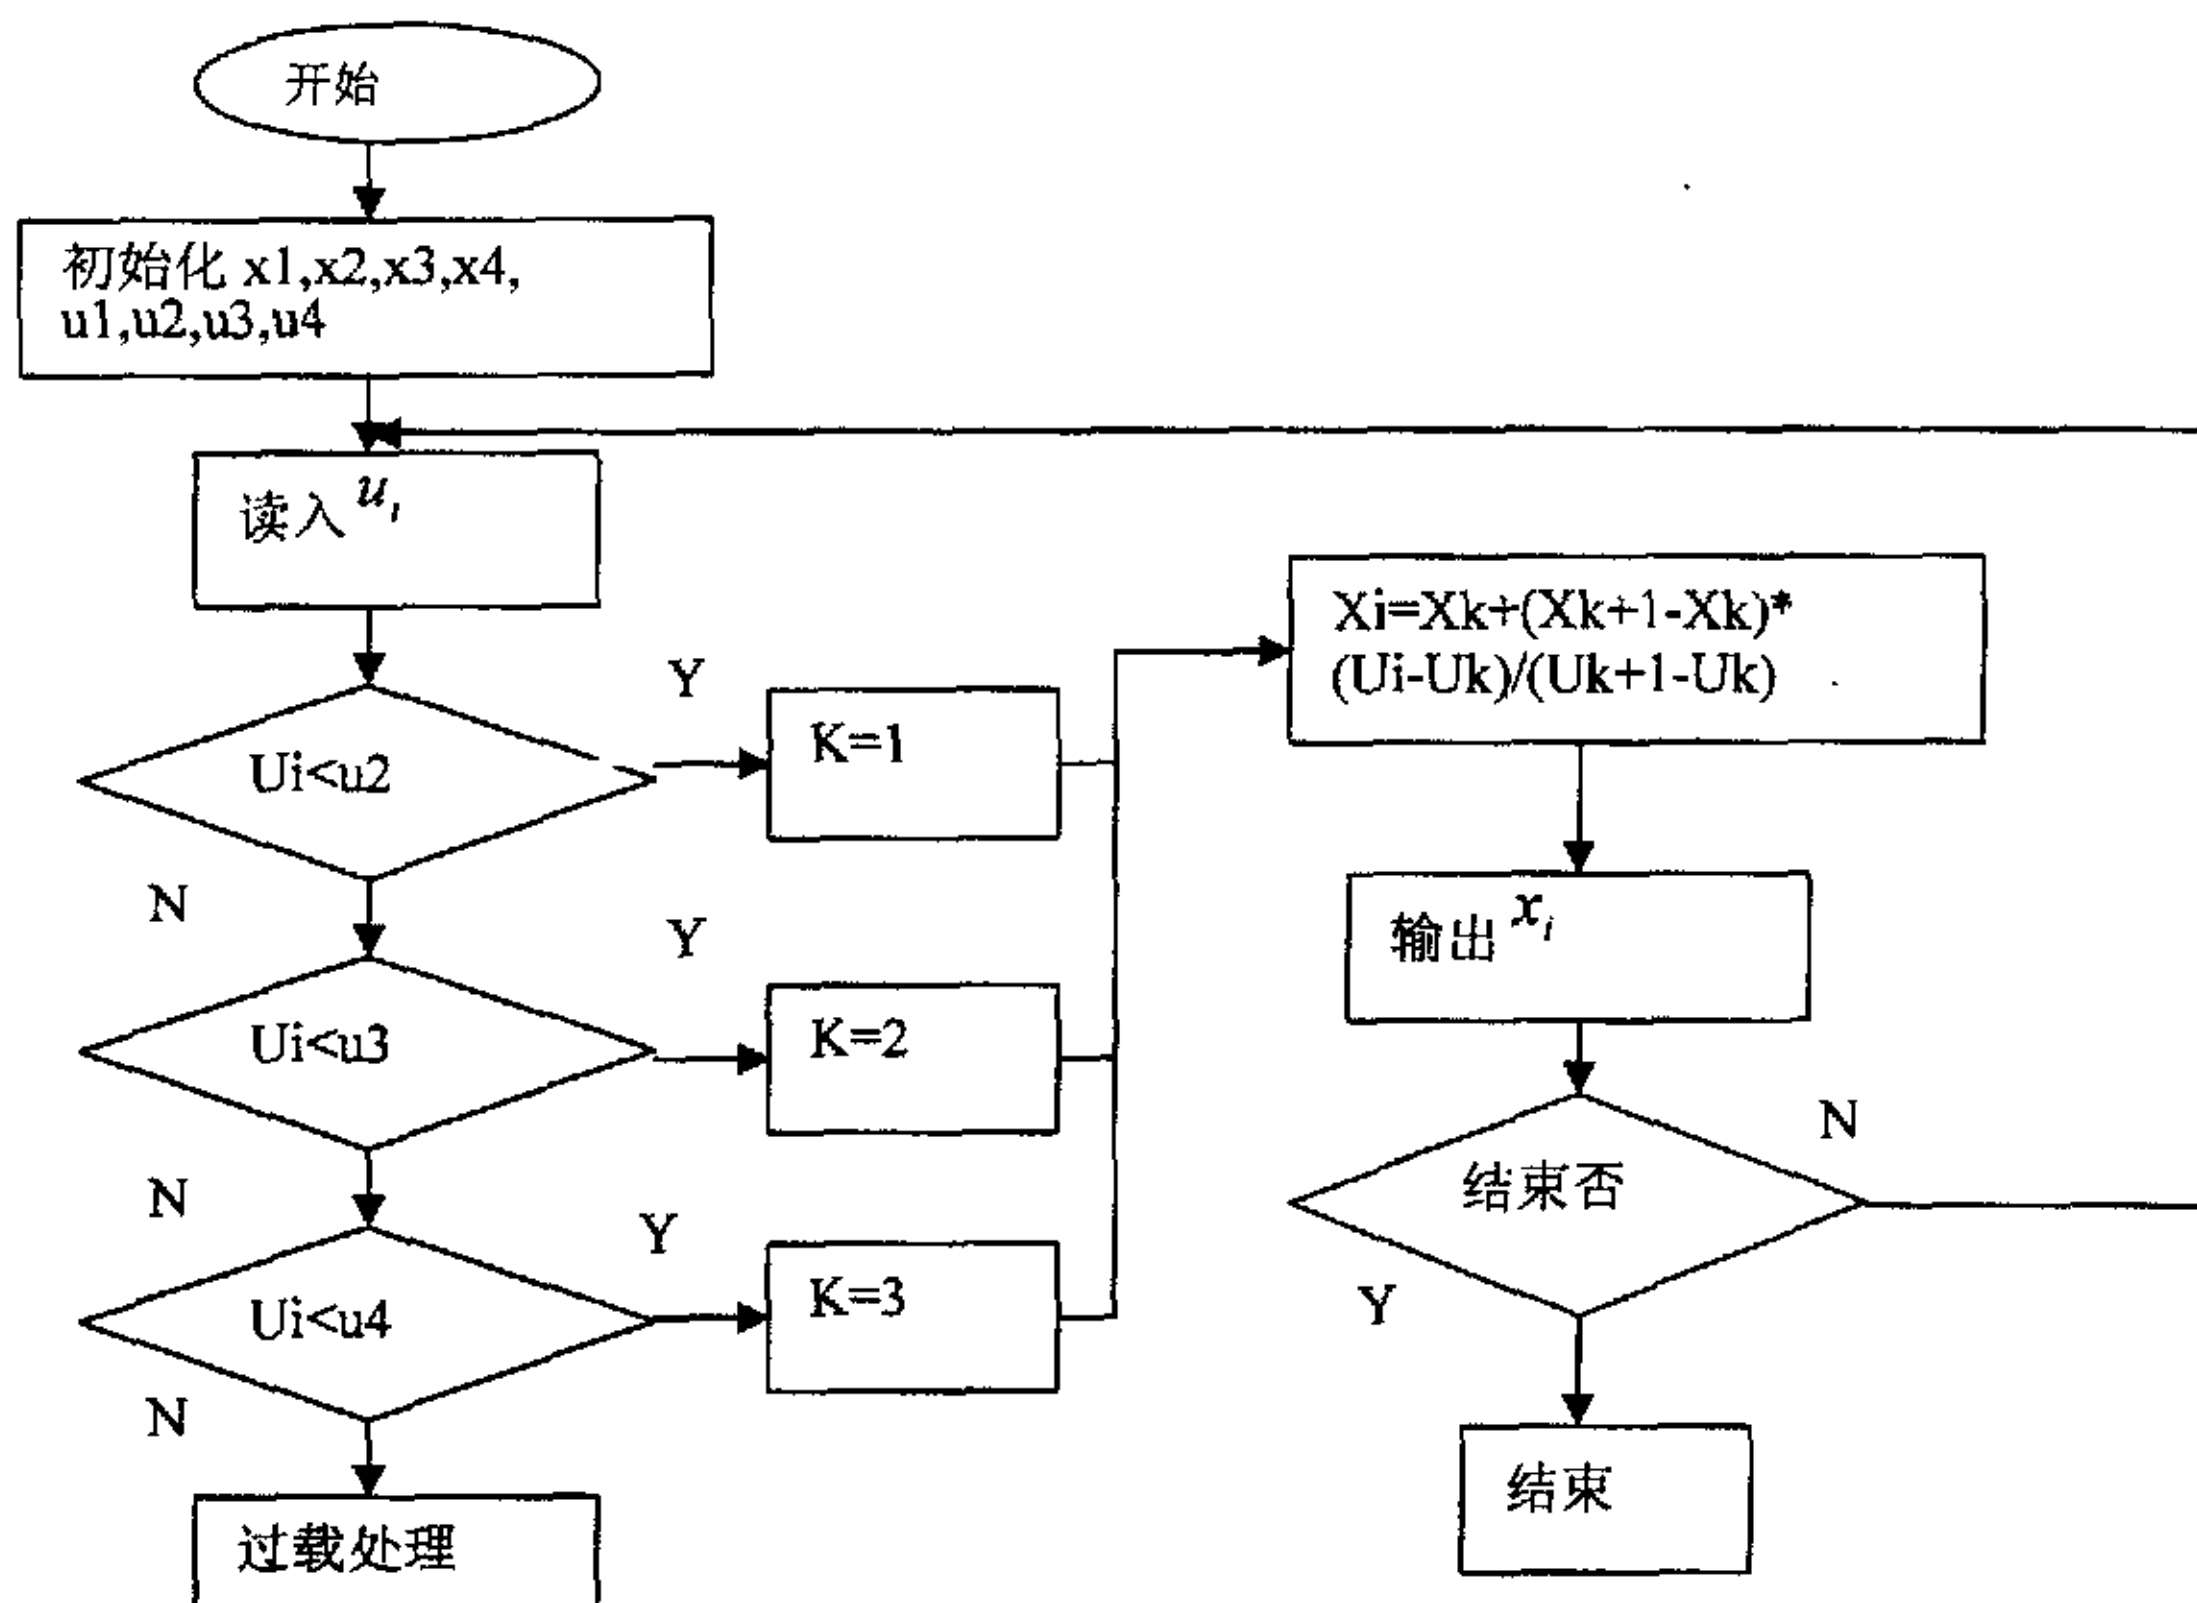 开始
初始化 x1,x2,x3,x4,
u1,u2,u3,u4
读入 u_i
Ui<u2
Y
K=1
N
Ui<u3
Y
K=2
N
Ui<u4
Y
K=3
N
过载处理
Xi=Xk+(Xk+1-Xk)*
(Ui-Uk)/(Uk+1-Uk)
输出 x_i
结束否
N
Y
结束